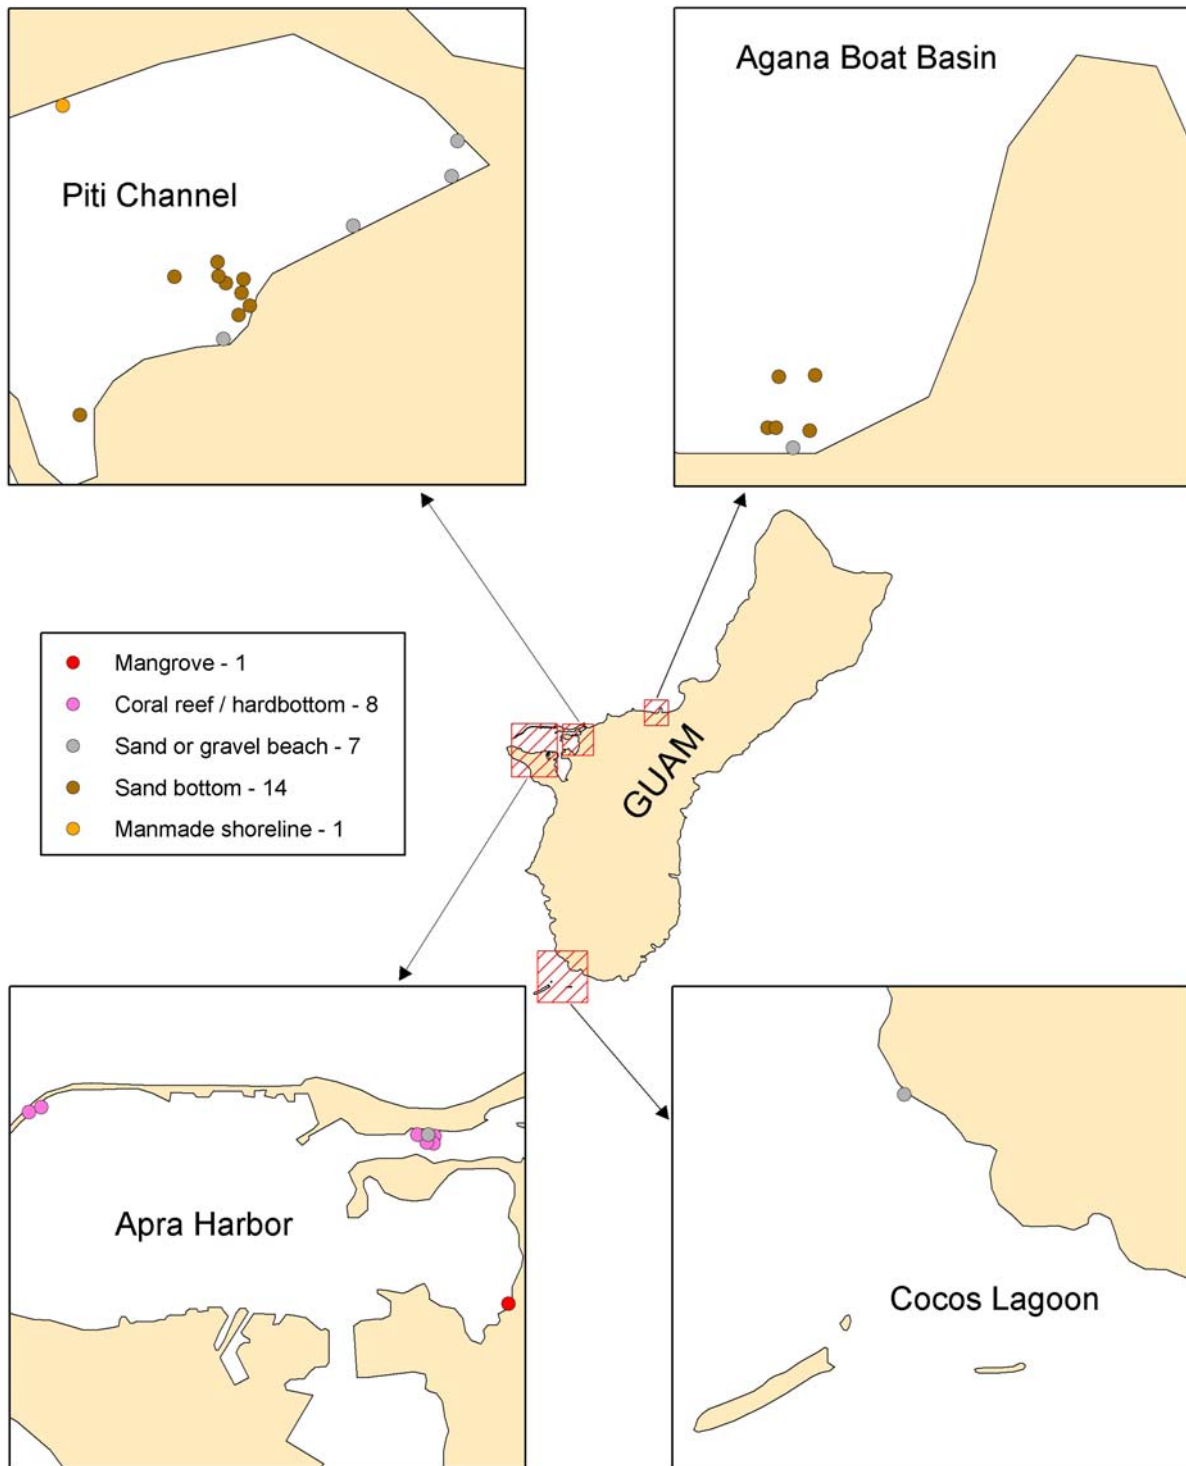 Agana Boat Basin
Piti Channel
GUAM
Mangrove - 1
Coral reef / hardbottom - 8
Sand or gravel beach - 7
Sand bottom - 14
Manmade shoreline - 1
Apra Harbor
Cocos Lagoon